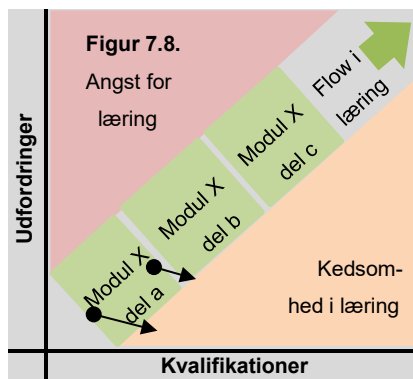 Figur 7.8.
Angst for
læring
Flow i
læring
Modul X
del c
Modul X
del b
Modul X
del a
Kedsom-
hed i læring
Udfordringer
Kvalifikationer